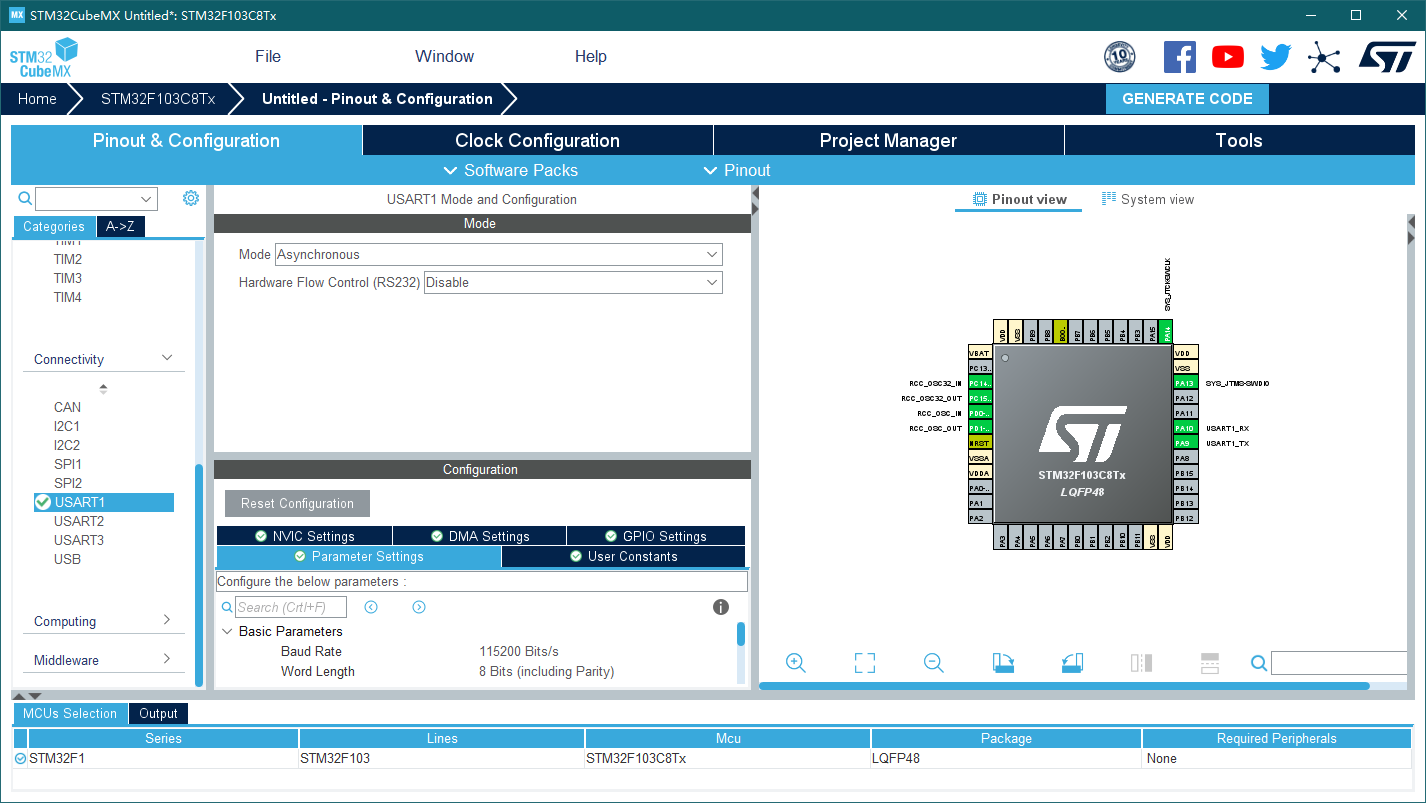 MX STM32CubeMX Untitled*: STM32F103C8Tx
STM32
CubeMX
File Window Help
10
ST
Home STM32F103C8Tx Untitled - Pinout & Configuration GENERATE CODE
Pinout & Configuration Clock Configuration Project Manager Tools
Software Packs Pinout
Categories A->Z
TIM1
TIM2
TIM3
TIM4
Connectivity
CAN
I2C1
I2C2
SPI1
SPI2
USART1
USART2
USART3
USB
Computing
Middleware
USART1 Mode and Configuration
Mode
Mode Asynchronous
Hardware Flow Control (RS232) Disable
Configuration
Reset Configuration
NVIC Settings DMA Settings GPIO Settings
Parameter Settings User Constants
Configure the below parameters :
Search (Crtl+F)
Basic Parameters
Baud Rate 115200 Bits/s
Word Length 8 Bits (including Parity)
Pinout view System view
SYS_JTCK-SWCLK
VDD VSS PB9 PB8 BOO.. PB7 PB6 PB5 PB4 PB3 PA15 PA14
VBAT VDD
PC13.. VSS
RCC_OSC32_IN PC14.. PA13 SYS_JTMS-SWDIO
RCC_OSC32_OUT PC15.. PA12
RCC_OSC_IN PD0-.. PA11
RCC_OSC_OUT PD1-.. PA10 USART1_RX
NRST PA9 USART1_TX
VSSA PA8
VDDA PB15
PA0-.. PB14
PA1 PB13
PA2 PB12
ST
STM32F103C8Tx
LQFP48
PA3 PA4 PA5 PA6 PA7 PB0 PB1 PB2 PB10 PB11 VSS VDD
MCUs Selection Output
Series Lines Mcu Package Required Peripherals
STM32F1 STM32F103 STM32F103C8Tx LQFP48 None